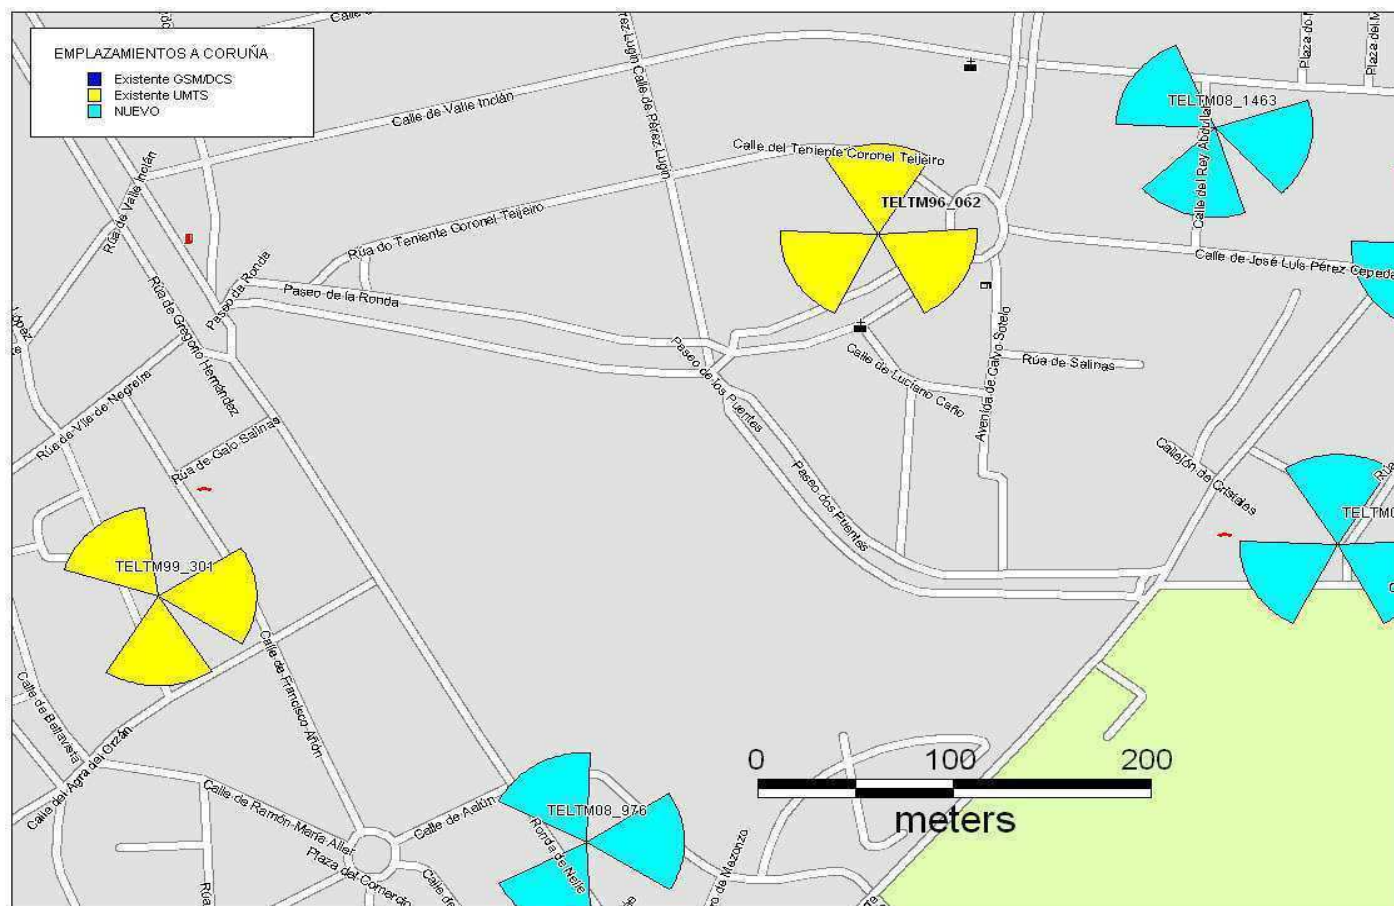 EMPLAZAMIENTOS A CORUÑA
Existente GSM/DCS
Existente UMTS
NUEVO
Calle de Valle Inclán
Rúa de Valle Inclán
Calle de Pérez Lugín
Calle del Teniente Coronel Teijeiro
Rúa do Teniente Coronel Teijeiro
TELTM96_062
TELTM08_1463
Calle del Rey Abdullah
Calle de José Luis Pérez Cepeda
Paseo de Ronda
Paseo de la Ronda
Rúa de Gregorio Hernández
Rúa de Vila de Negreira
Rúa de Galo Salinas
Paseo de los Puentes
Paseo dos Puentes
Calle de Luciano Caño
Avenida de Calvo Sotelo
Rúa de Salinas
Callejón de Cristales
TELTM99_301
Calle de Francisco Añón
Calle de Bellavista
Calle del Agra del Orzán
Calle de Ramón María Aller
Plaza del Comercio
Calle de Aslún
TELTM08_976
Ronda de Nelle
0 100 200
meters